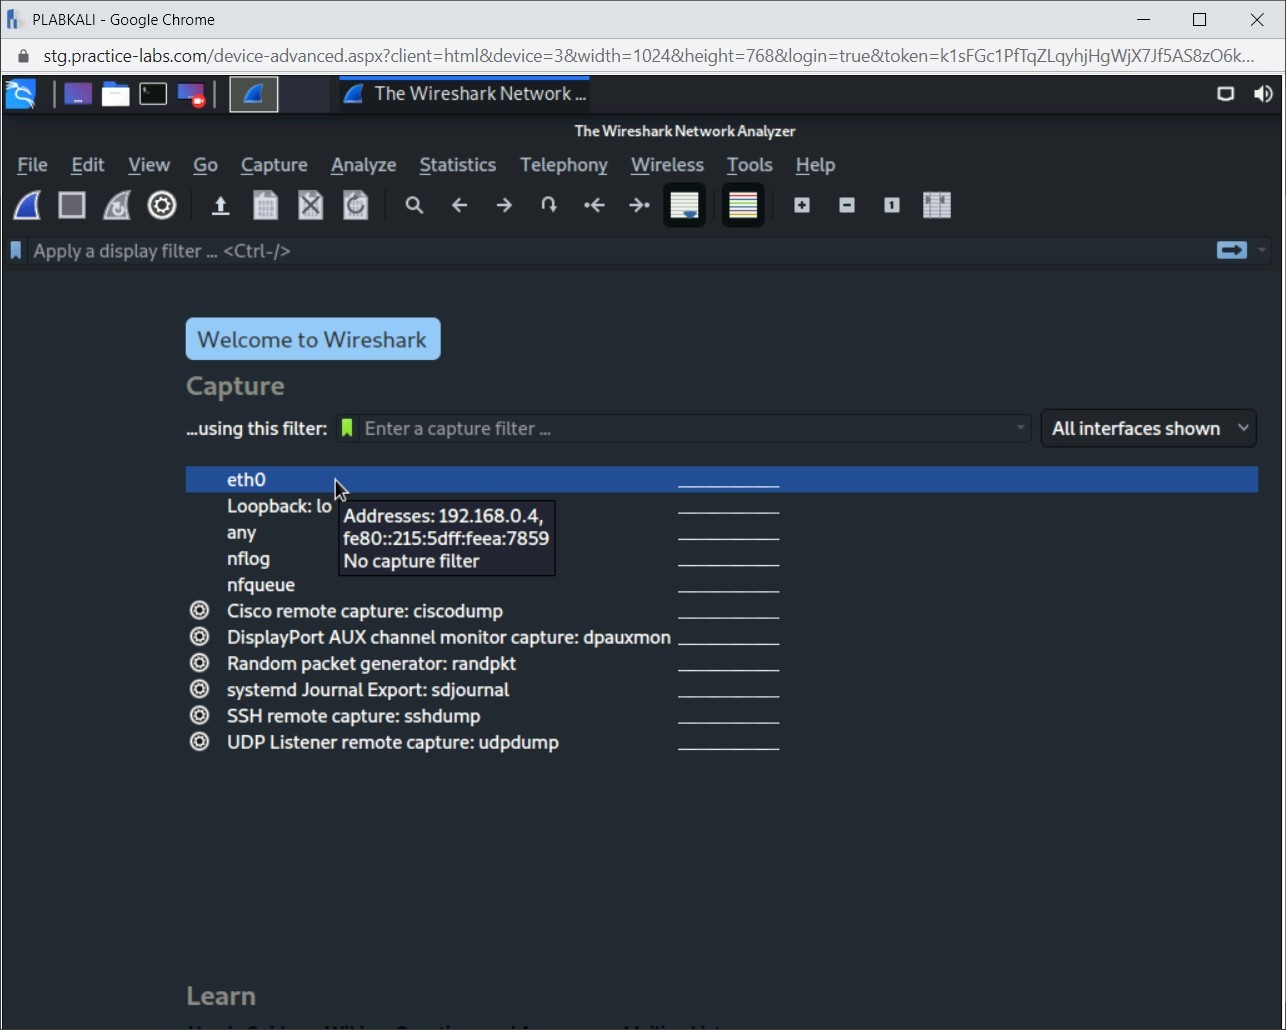 PLABKALI - Google Chrome
stg.practice-labs.com/device-advanced.aspx?client=html&device=3&width=1024&height=768&login=true&token=k1sFGc1PfTqZLqyhjHgWjX7Jf5AS8zO6k...
The Wireshark Network ...
The Wireshark Network Analyzer
File Edit View Go Capture Analyze Statistics Telephony Wireless Tools Help
Apply a display filter ... <Ctrl-/>
Welcome to Wireshark
Capture
...using this filter: Enter a capture filter ... All interfaces shown
eth0
Loopback: lo
Addresses: 192.168.0.4,
any
fe80::215:5dff:feea:7859
nflog
No capture filter
nfqueue
Cisco remote capture: ciscodump
DisplayPort AUX channel monitor capture: dpauxmon
Random packet generator: randpkt
systemd Journal Export: sdjournal
SSH remote capture: sshdump
UDP Listener remote capture: udpdump
Learn